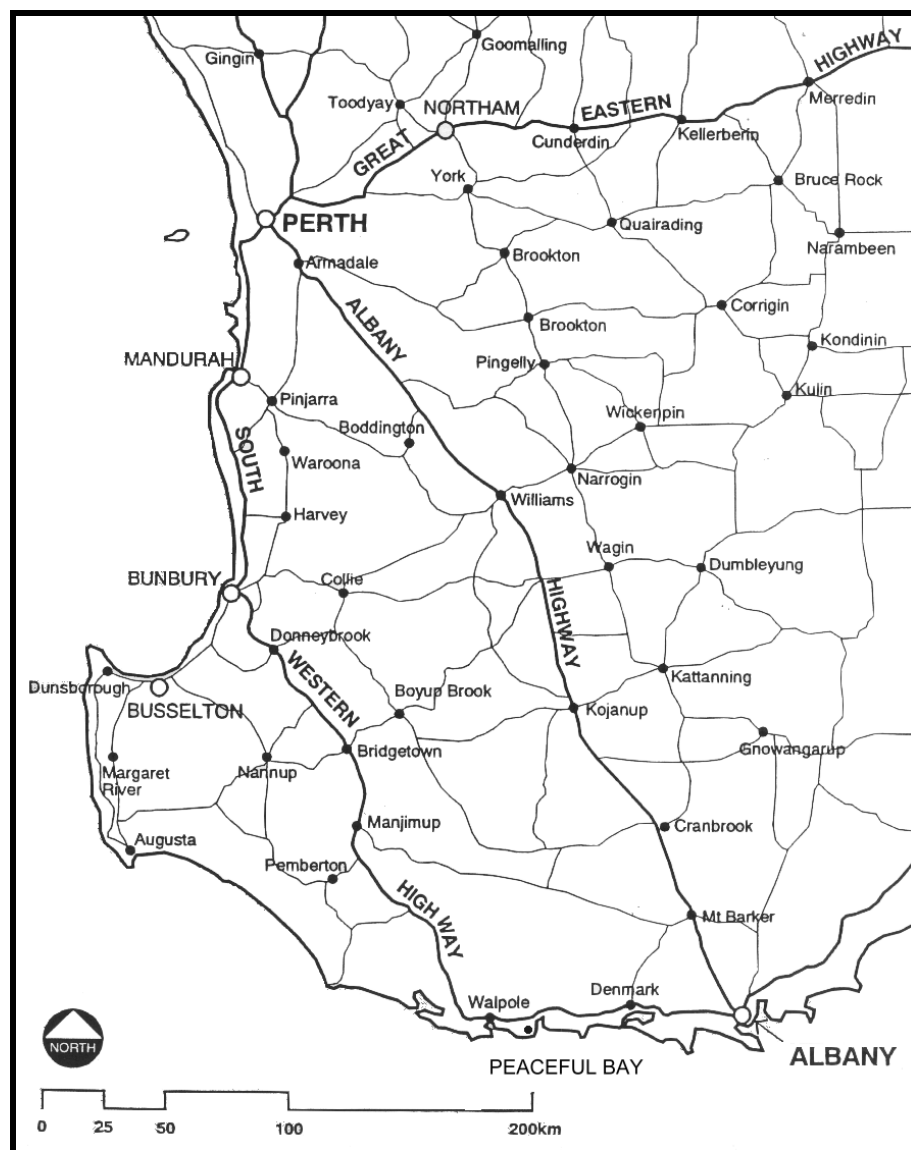 Goomalling
HIGHWAY
Gingin
Merredin
Toodyay
NORTHAM
EASTERN
Cunderdin
Kellerberin
GREAT
York
Bruce Rock
PERTH
Quairading
Narambeen
Armadale
Brookton
ALBANY
Corrigin
Brookton
Kondinin
MANDURAH
Pingelly
Kulin
Pinjarra
Wickenpin
Boddington
SOUTH
Waroona
Narrogin
Williams
Harvey
Wagin
Dumbleyung
BUNBURY
Collie
HIGHWAY
Donneybrook
WESTERN
Kattanning
Dunsborough
Boyup Brook
BUSSELTON
Kojanup
Gnowangarup
Bridgetown
Margaret
River
Nannup
Manjimup
Cranbrook
Augusta
Pemberton
HIGH WAY
Mt Barker
Denmark
Walpole
NORTH
PEACEFUL BAY
ALBANY
0 25 50 100 200km